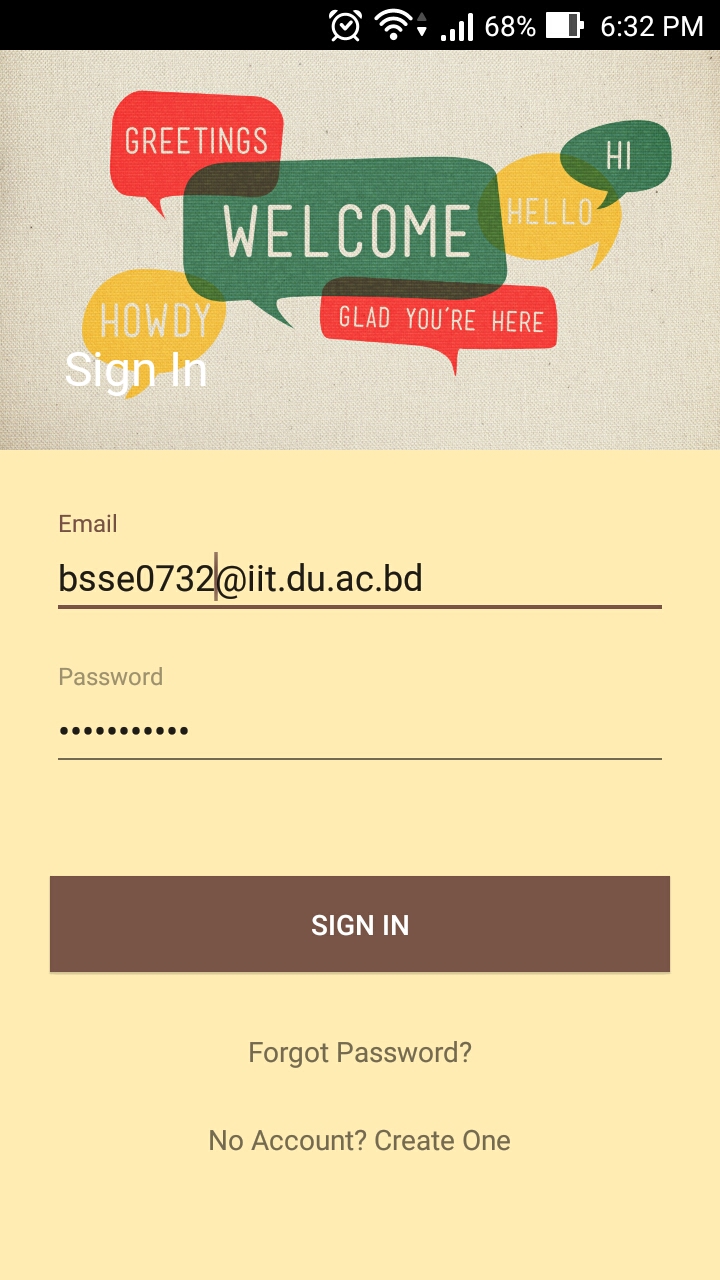 68% 6:32 PM
GREETINGS
HI
WELCOME
HELLO
HOWDY
GLAD YOU'RE HERE
Sign In
Email
bsse0732@iit.du.ac.bd
Password
•••••••••••
SIGN IN
Forgot Password?
No Account? Create One